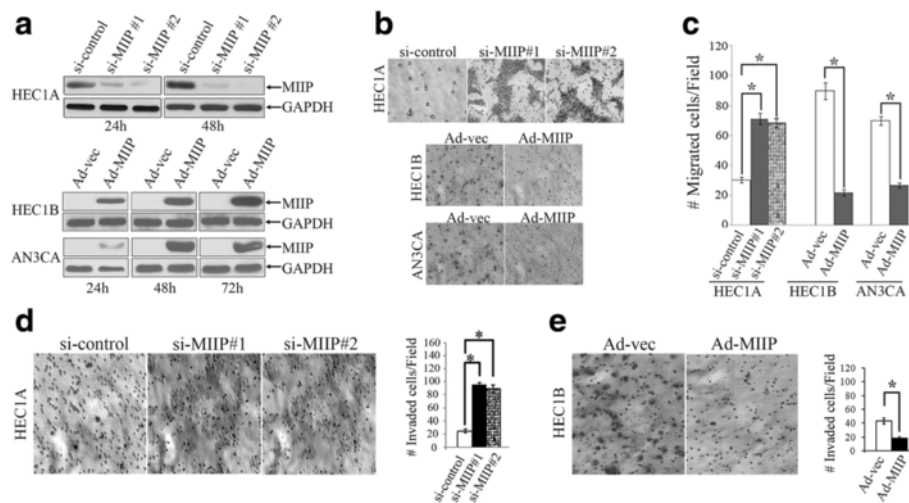 a
si-control si-MIIP#1 si-MIIP#2 si-control si-MIIP#1 si-MIIP#2
HEC1A
MIIP
GAPDH
24h 48h
Ad-vec Ad-MIIP Ad-vec Ad-MIIP Ad-vec Ad-MIIP
HEC1B
MIIP
GAPDH
AN3CA
MIIP
GAPDH
24h 48h 72h
b
si-control si-MIIP#1 si-MIIP#2
HEC1A
Ad-vec Ad-MIIP
HEC1B
Ad-vec Ad-MIIP
AN3CA
c
# Migrated cells/Field
120
100
80
60
40
20
0
* * * *
si-control si-MIIP#1 si-MIIP#2 Ad-vec Ad-MIIP Ad-vec Ad-MIIP
HEC1A HEC1B AN3CA
d
si-control si-MIIP#1 si-MIIP#2
HEC1A
# Invaded cells/Field
160
140
120
100
80
60
40
20
0
* *
si-control si-MIIP#1 si-MIIP#2
e
Ad-vec Ad-MIIP
HEC1B
# Invaded cells/Field
100
80
60
40
20
0
*
Ad-vec Ad-MIIP